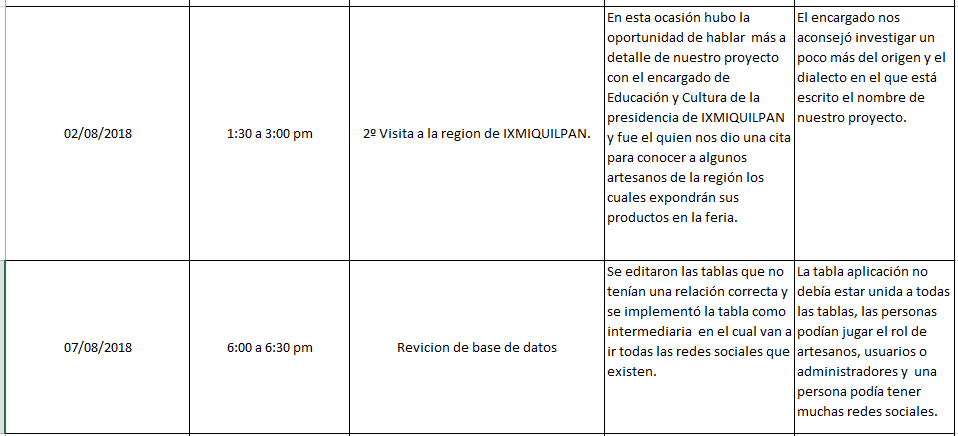 02/08/2018
1:30 a 3:00 pm
2º Visita a la region de IXMIQUILPAN.
En esta ocasión hubo la
oportunidad de hablar  más a
detalle de nuestro proyecto
con el encargado de
Educación y Cultura de la
presidencia de IXMIQUILPAN
y fue el quien nos dio una cita
para conocer a algunos
artesanos de la región los
cuales expondrán sus
productos en la feria.
El encargado nos
aconsejó investigar un
poco más del origen y el
dialecto en el que está
escrito el nombre de
nuestro proyecto.
07/08/2018
6:00 a 6:30 pm
Revicion de base de datos
Se editaron las tablas que no
tenían una relación correcta y
se implementó la tabla como
intermediaria  en el cual van a
ir todas las redes sociales que
existen.
La tabla aplicación no
debía estar unida a todas
las tablas, las personas
podían jugar el rol de
artesanos, usuarios o
administradores y  una
persona podía tener
muchas redes sociales.